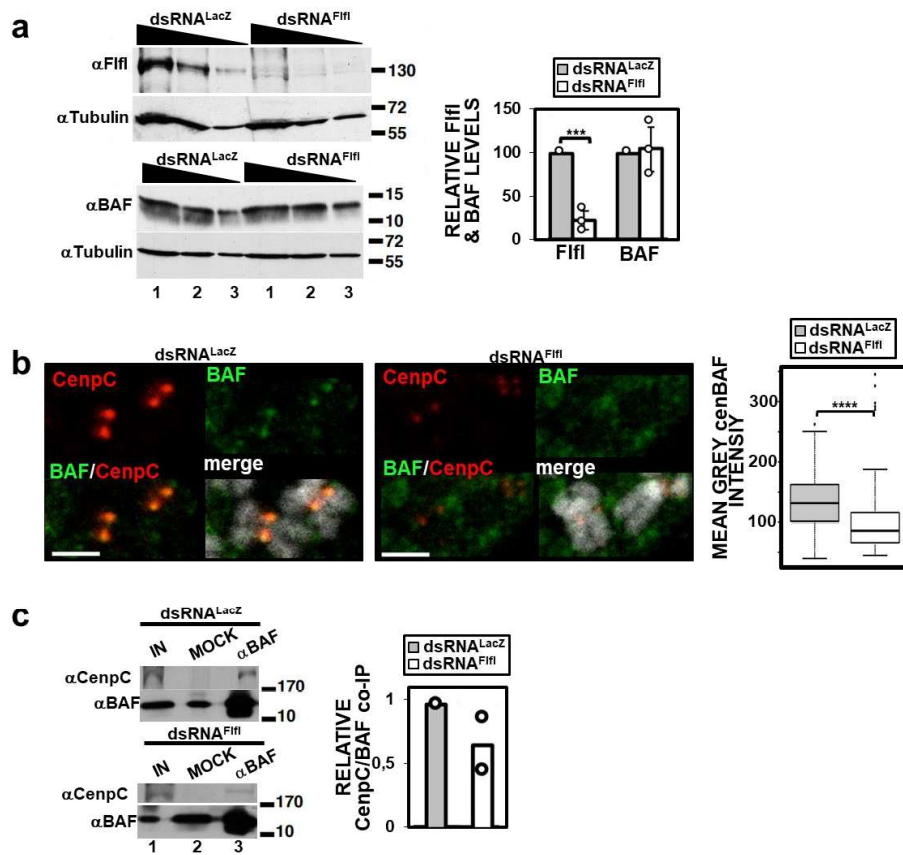 a
dsRNALacZ dsRNAFlfl
αFlfl
130
αTubulin
72
55
dsRNALacZ dsRNAFlfl
αBAF
15
10
αTubulin
72
55
1 2 3 1 2 3
dsRNALacZ
dsRNAFlfl
RELATIVE Flfl
& BAF LEVELS
150
100
50
0
***
Flfl BAF
b
dsRNALacZ
CenpC BAF
BAF/CenpC merge
dsRNAFlfl
CenpC BAF
BAF/CenpC merge
dsRNALacZ
dsRNAFlfl
MEAN GREY cenBAF
INTENSIY
300
200
100
****
c
dsRNALacZ
IN MOCK αBAF
αCenpC
170
αBAF
10
dsRNAFlfl
IN MOCK αBAF
αCenpC
170
αBAF
10
1 2 3
dsRNALacZ
dsRNAFlfl
RELATIVE
CenpC/BAF co-IP
1
0,5
0